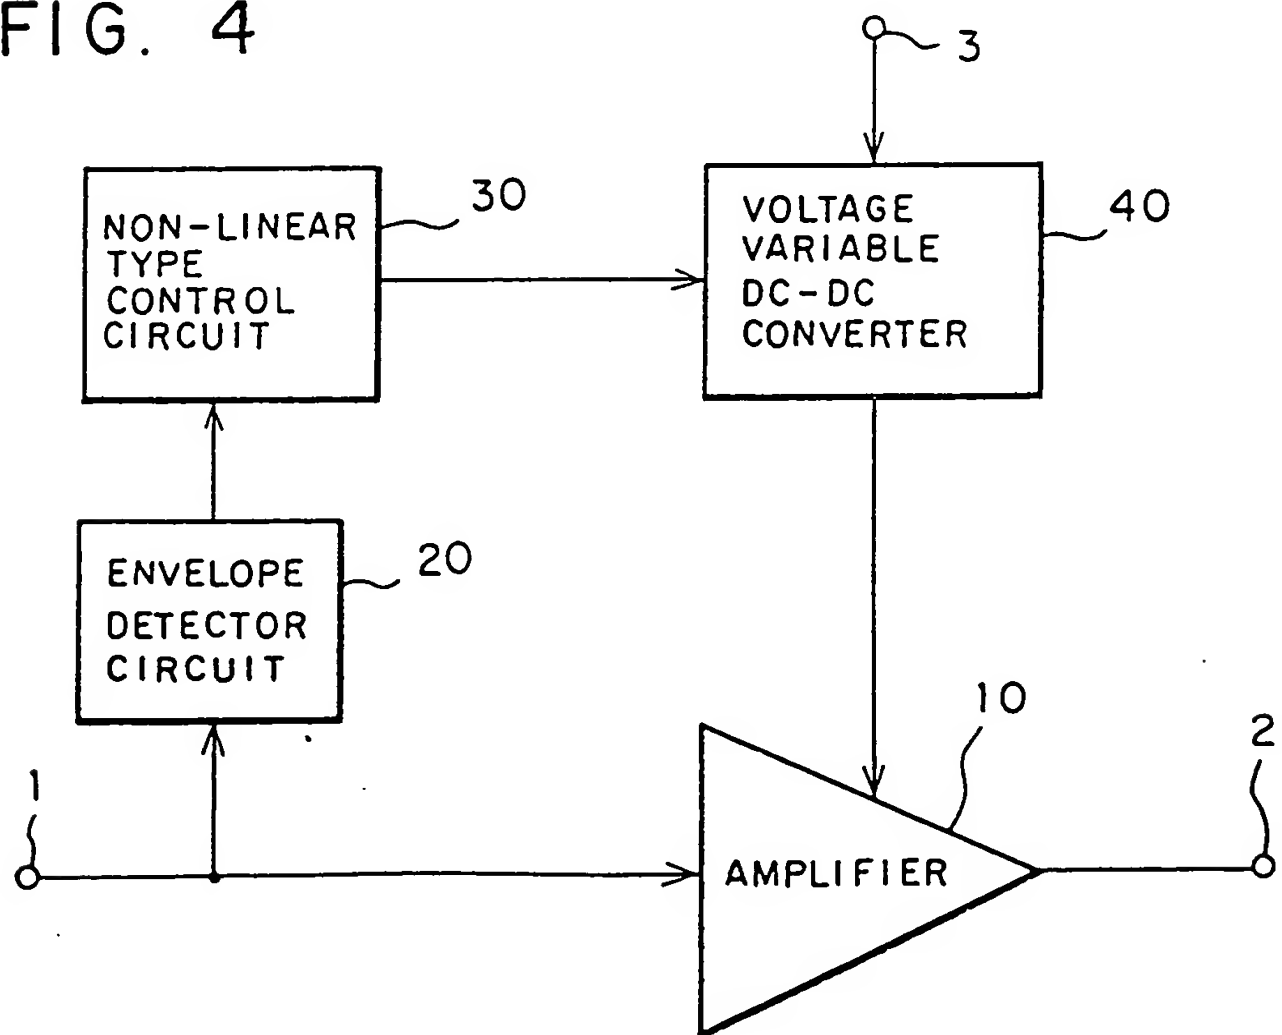 FIG. 4
3
NON-LINEAR
TYPE
CONTROL
CIRCUIT
30
VOLTAGE
VARIABLE
DC-DC
CONVERTER
40
ENVELOPE
DETECTOR
CIRCUIT
20
10
2
1
AMPLIFIER